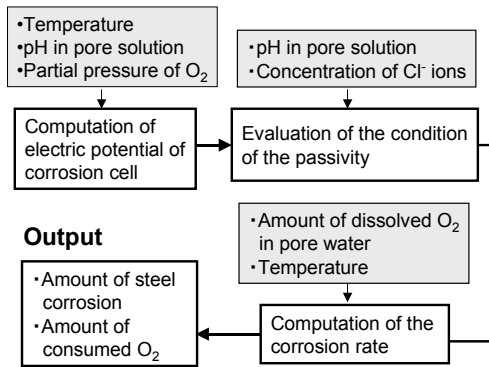 •Temperature
•pH in pore solution
•Partial pressure of O₂
・pH in pore solution
・Concentration of Cl⁻ ions
Computation of
electric potential of
corrosion cell
Evaluation of the condition
of the passivity
・Amount of dissolved O₂
in pore water
・Temperature
Output
・Amount of steel
corrosion
・Amount of
consumed O₂
Computation of the
corrosion rate